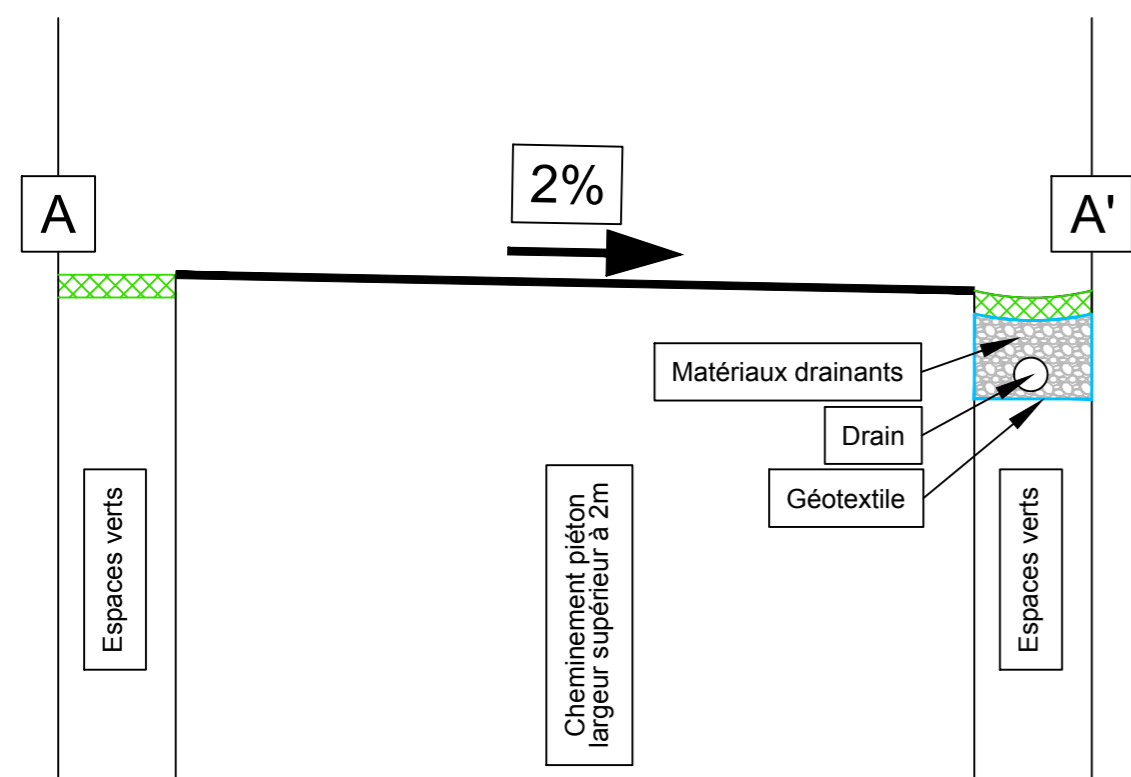 2%
A
A'
Matériaux drainants
Drain
Géotextile
Espaces verts
Cheminement piéton
largeur supérieur à 2m
Espaces verts